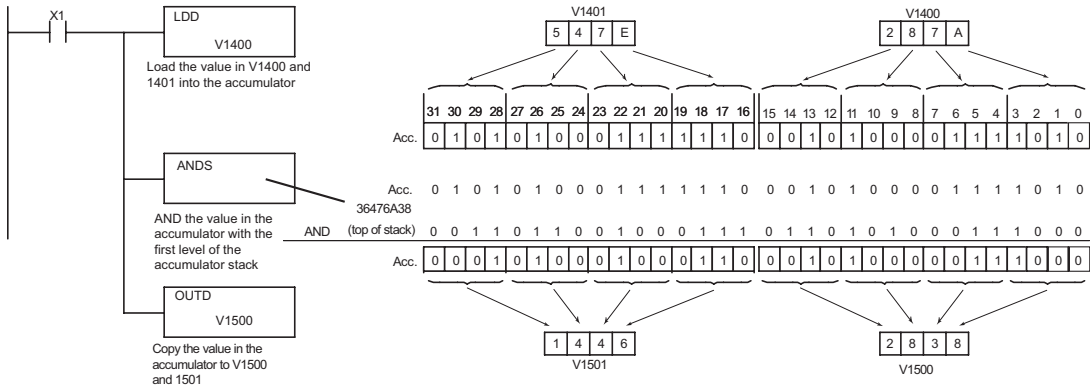 X1
LDD
V1400
Load the value in V1400 and
1401 into the accumulator
ANDS
AND the value in the
accumulator with the
first level of the
accumulator stack
OUTD
V1500
Copy the value in the
accumulator to V1500
and 1501
V1401
5 4 7 E
V1400
2 8 7 A
31 30 29 28 27 26 25 24 23 22 21 20 19 18 17 16 15 14 13 12 11 10 9 8 7 6 5 4 3 2 1 0
Acc. 0 1 0 1 0 1 0 0 0 1 1 1 1 1 1 0 0 0 1 0 1 0 0 0 0 1 1 1 1 0 1 0
Acc. 0 1 0 1 0 1 0 0 0 1 1 1 1 1 1 0 0 0 1 0 1 0 0 0 0 1 1 1 1 0 1 0
36476A38
AND (top of stack) 0 0 1 1 0 1 1 0 0 1 0 0 0 1 1 1 0 1 1 0 1 0 1 0 0 0 1 1 1 0 0 0
Acc. 0 0 0 1 0 1 0 0 0 1 0 0 0 1 1 0 0 0 1 0 1 0 0 0 0 0 1 1 1 0 0 0
1 4 4 6
V1501
2 8 3 8
V1500